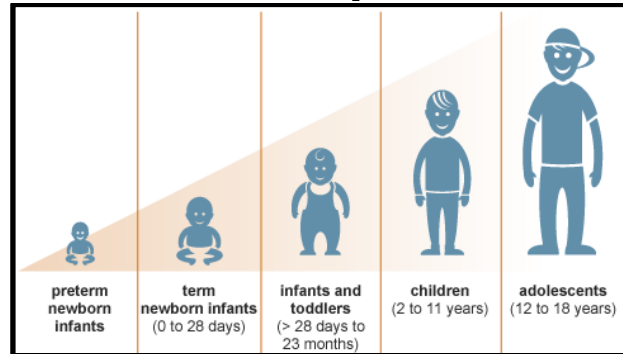 preterm
newborn
infants
term
newborn infants
(0 to 28 days)
infants and
toddlers
(> 28 days to
23 months)
children
(2 to 11 years)
adolescents
(12 to 18 years)